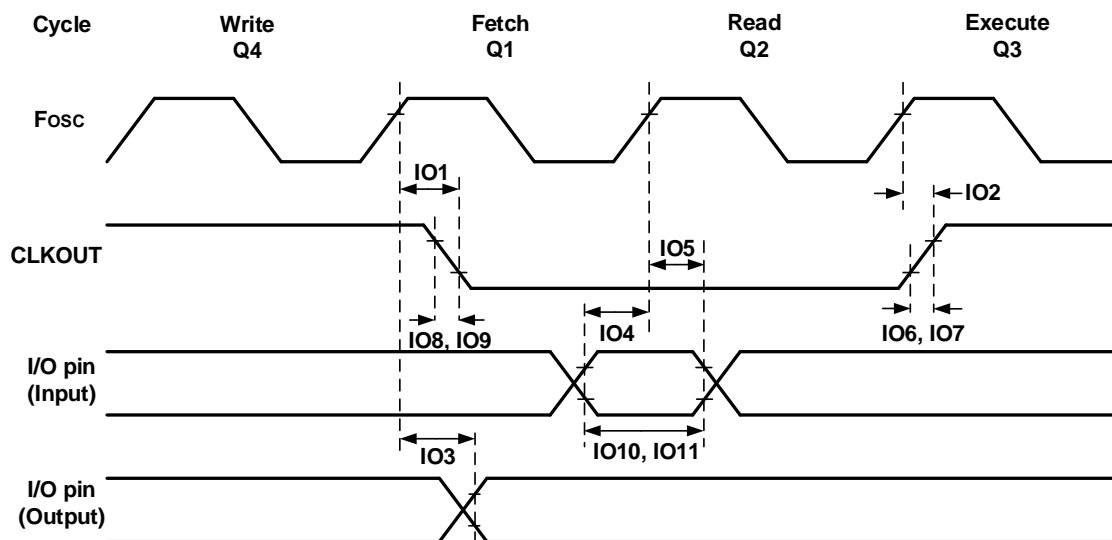 Cycle
Write
Q4
Fetch
Q1
Read
Q2
Execute
Q3
Fosc
IO1
IO2
CLKOUT
IO5
IO8, IO9
IO4
IO6, IO7
I/O pin
(Input)
IO10, IO11
IO3
I/O pin
(Output)